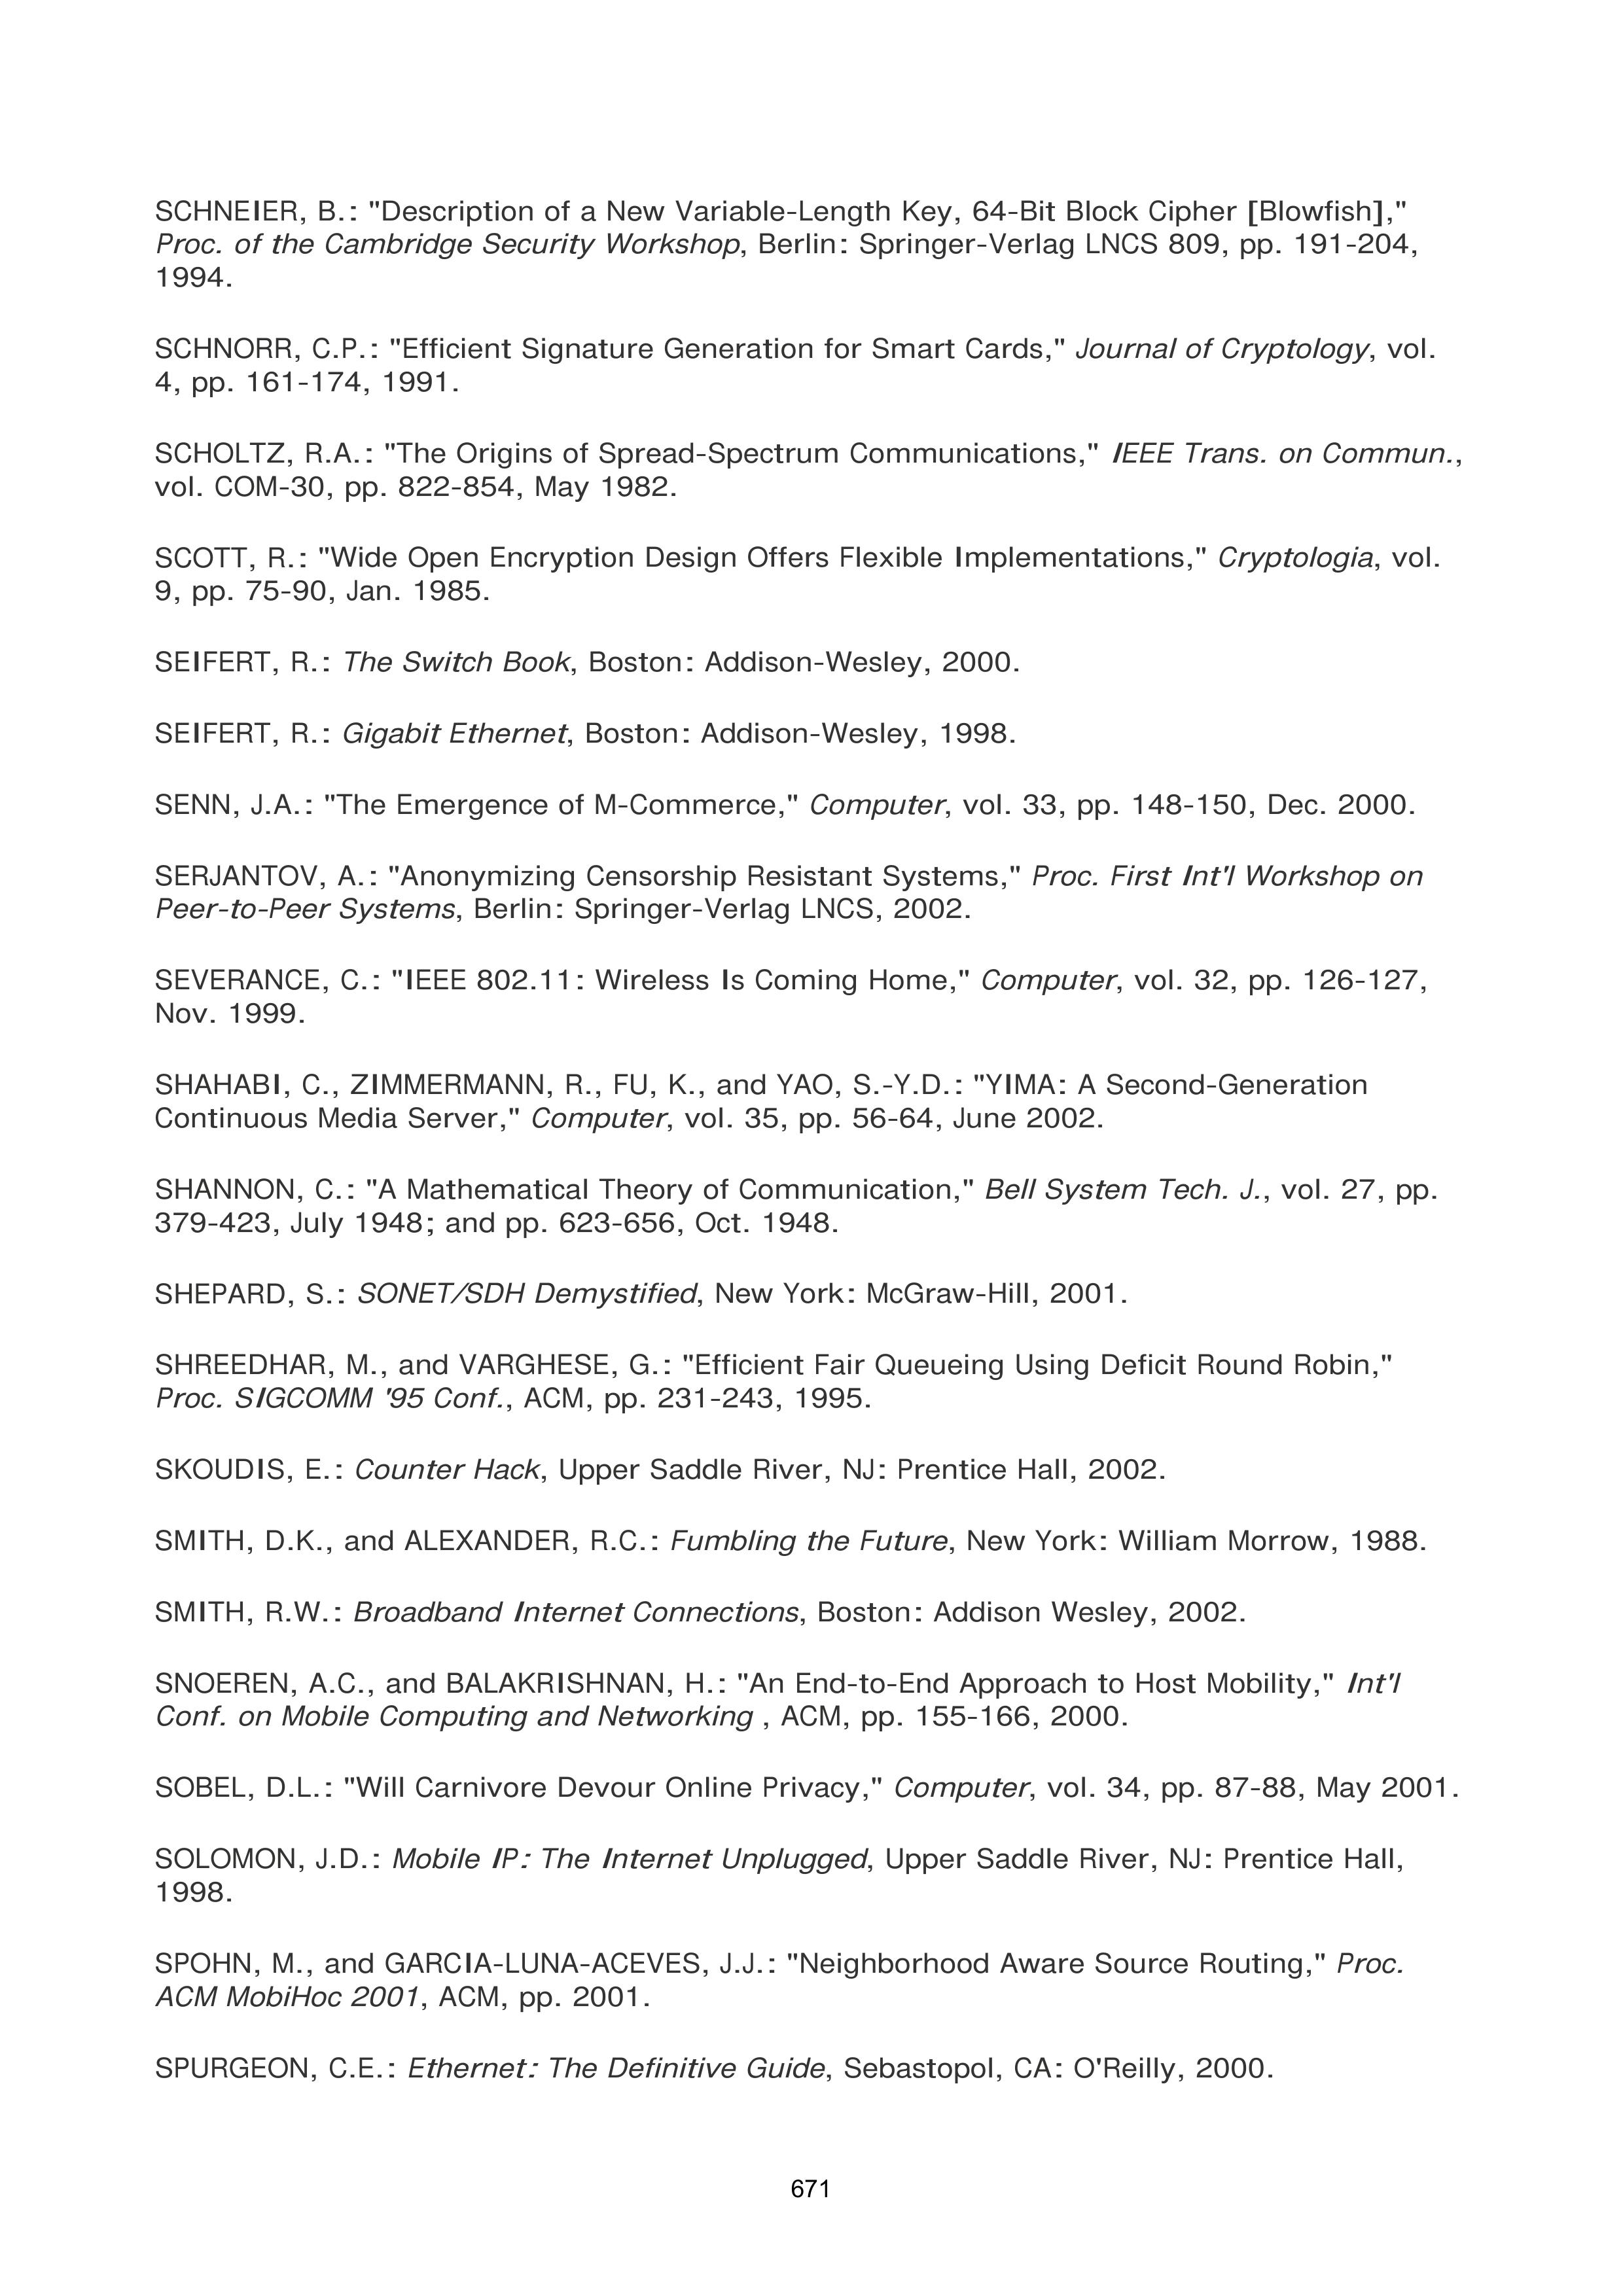 SCHNEIER, B.: "Description of a New Variable-Length Key, 64-Bit Block Cipher [Blowfish],"
Proc. of the Cambridge Security Workshop, Berlin: Springer-Verlag LNCS 809, pp. 191-204,
1994.
SCHNORR, C.P.: "Efficient Signature Generation for Smart Cards," Journal of Cryptology, vol.
4, pp. 161-174, 1991.
SCHOLTZ, R.A.: "The Origins of Spread-Spectrum Communications," IEEE Trans. on Commun.,
vol. COM-30, pp. 822-854, May 1982.
SCOTT, R.: "Wide Open Encryption Design Offers Flexible Implementations," Cryptologia, vol.
9, pp. 75-90, Jan. 1985.
SEIFERT, R.: The Switch Book, Boston: Addison-Wesley, 2000.
SEIFERT, R.: Gigabit Ethernet, Boston: Addison-Wesley, 1998.
SENN, J.A.: "The Emergence of M-Commerce," Computer, vol. 33, pp. 148-150, Dec. 2000.
SERJANTOV, A.: "Anonymizing Censorship Resistant Systems," Proc. First Int'l Workshop on
Peer-to-Peer Systems, Berlin: Springer-Verlag LNCS, 2002.
SEVERANCE, C.: "IEEE 802.11: Wireless Is Coming Home," Computer, vol. 32, pp. 126-127,
Nov. 1999.
SHAHABI, C., ZIMMERMANN, R., FU, K., and YAO, S.-Y.D.: "YIMA: A Second-Generation
Continuous Media Server," Computer, vol. 35, pp. 56-64, June 2002.
SHANNON, C.: "A Mathematical Theory of Communication," Bell System Tech. J., vol. 27, pp.
379-423, July 1948; and pp. 623-656, Oct. 1948.
SHEPARD, S.: SONET/SDH Demystified, New York: McGraw-Hill, 2001.
SHREEDHAR, M., and VARGHESE, G.: "Efficient Fair Queueing Using Deficit Round Robin,"
Proc. SIGCOMM '95 Conf., ACM, pp. 231-243, 1995.
SKOUDIS, E.: Counter Hack, Upper Saddle River, NJ: Prentice Hall, 2002.
SMITH, D.K., and ALEXANDER, R.C.: Fumbling the Future, New York: William Morrow, 1988.
SMITH, R.W.: Broadband Internet Connections, Boston: Addison Wesley, 2002.
SNOEREN, A.C., and BALAKRISHNAN, H.: "An End-to-End Approach to Host Mobility," Int'l
Conf. on Mobile Computing and Networking , ACM, pp. 155-166, 2000.
SOBEL, D.L.: "Will Carnivore Devour Online Privacy," Computer, vol. 34, pp. 87-88, May 2001.
SOLOMON, J.D.: Mobile IP: The Internet Unplugged, Upper Saddle River, NJ: Prentice Hall,
1998.
SPOHN, M., and GARCIA-LUNA-ACEVES, J.J.: "Neighborhood Aware Source Routing," Proc.
ACM MobiHoc 2001, ACM, pp. 2001.
SPURGEON, C.E.: Ethernet: The Definitive Guide, Sebastopol, CA: O'Reilly, 2000.
671